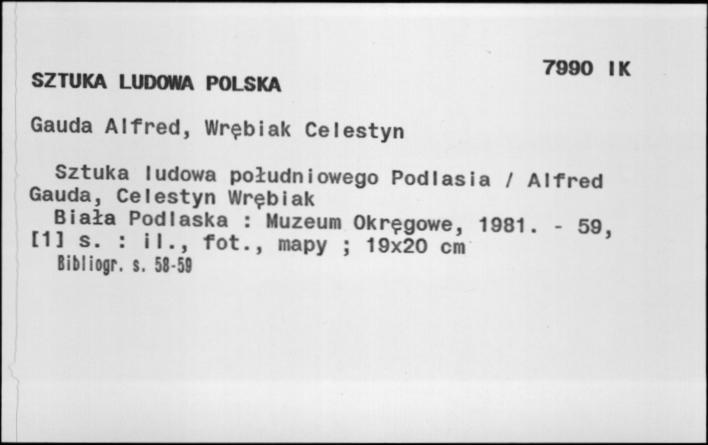 7990 IK
SZTUKA LUDOWA POLSKA
Gauda Alfred, Wrębiak Celestyn
Sztuka ludowa południowego Podlasia / Alfred
Gauda, Celestyn Wrębiak
Biała Podlaska : Muzeum Okręgowe, 1981. - 59,
[1] s. : il., fot., mapy ; 19x20 cm
Bibliogr. s. 58-59